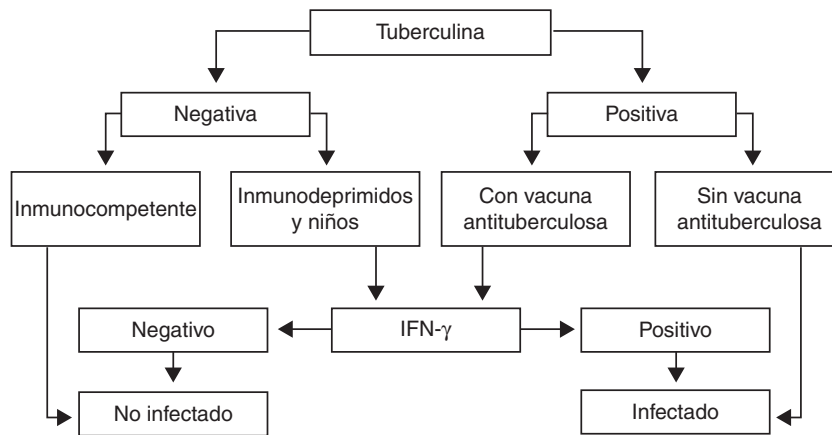 Tuberculina
Negativa
Positiva
Inmunocompetente
Inmunodeprimidos
y niños
Con vacuna
antituberculosa
Sin vacuna
antituberculosa
Negativo
IFN-γ
Positivo
No infectado
Infectado